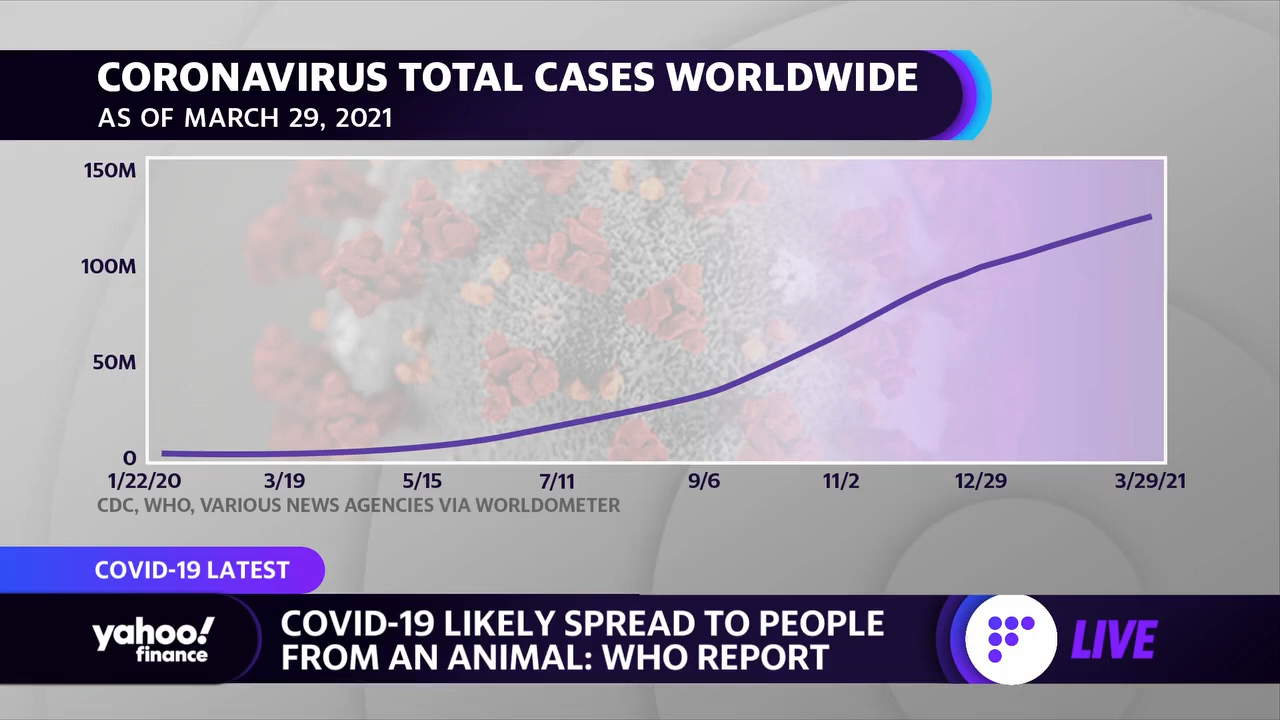 CORONAVIRUS TOTAL CASES WORLDWIDE
AS OF MARCH 29, 2021
150M
100M
50M
0
1/22/20 3/19 5/15 7/11 9/6 11/2 12/29 3/29/21
CDC, WHO, VARIOUS NEWS AGENCIES VIA WORLDOMETER
COVID-19 LATEST
yahoo!
finance
COVID-19 LIKELY SPREAD TO PEOPLE
FROM AN ANIMAL: WHO REPORT
LIVE